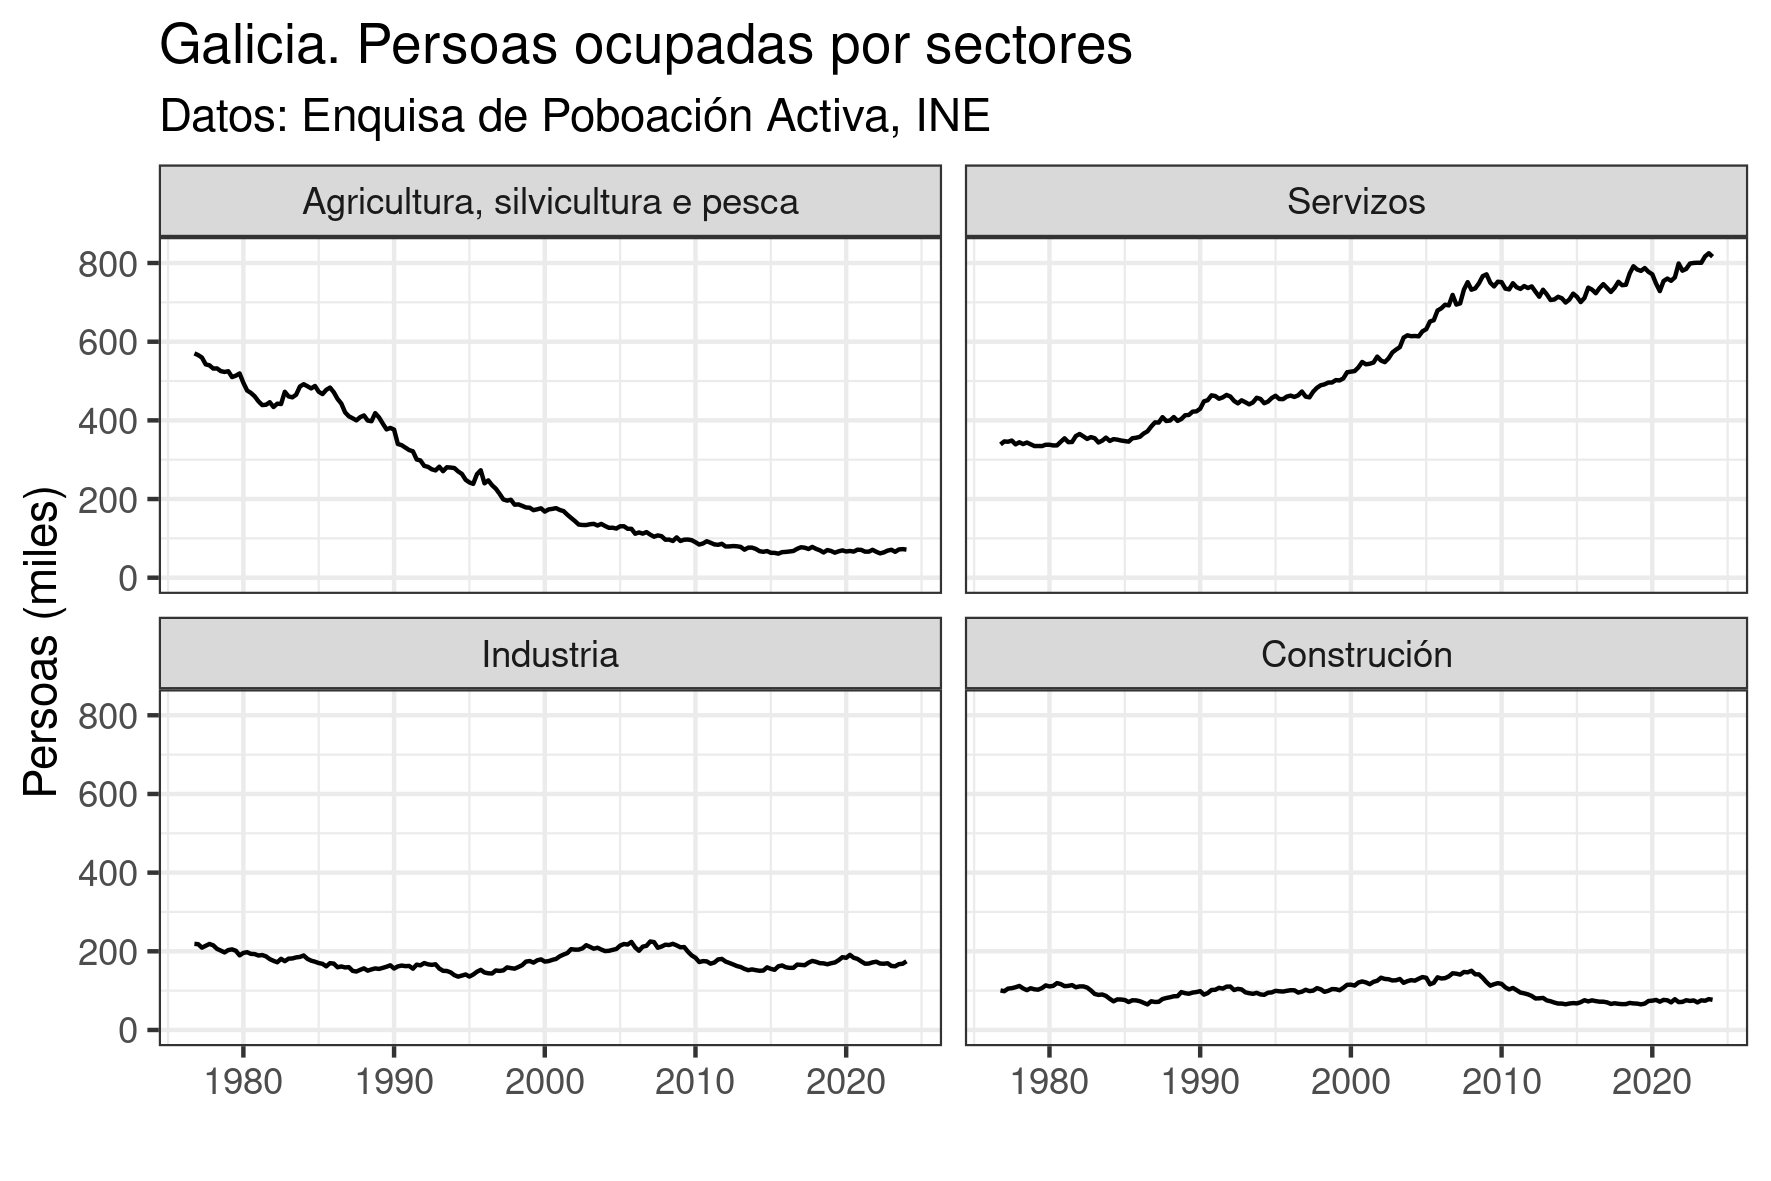 Galicia. Persoas ocupadas por sectores
Datos: Enquisa de Poboación Activa, INE
Agricultura, silvicultura e pesca
Servizos
800
600
400
200
0
Persoas (miles)
Industria
Construción
800
600
400
200
0
1980 1990 2000 2010 2020
1980 1990 2000 2010 2020